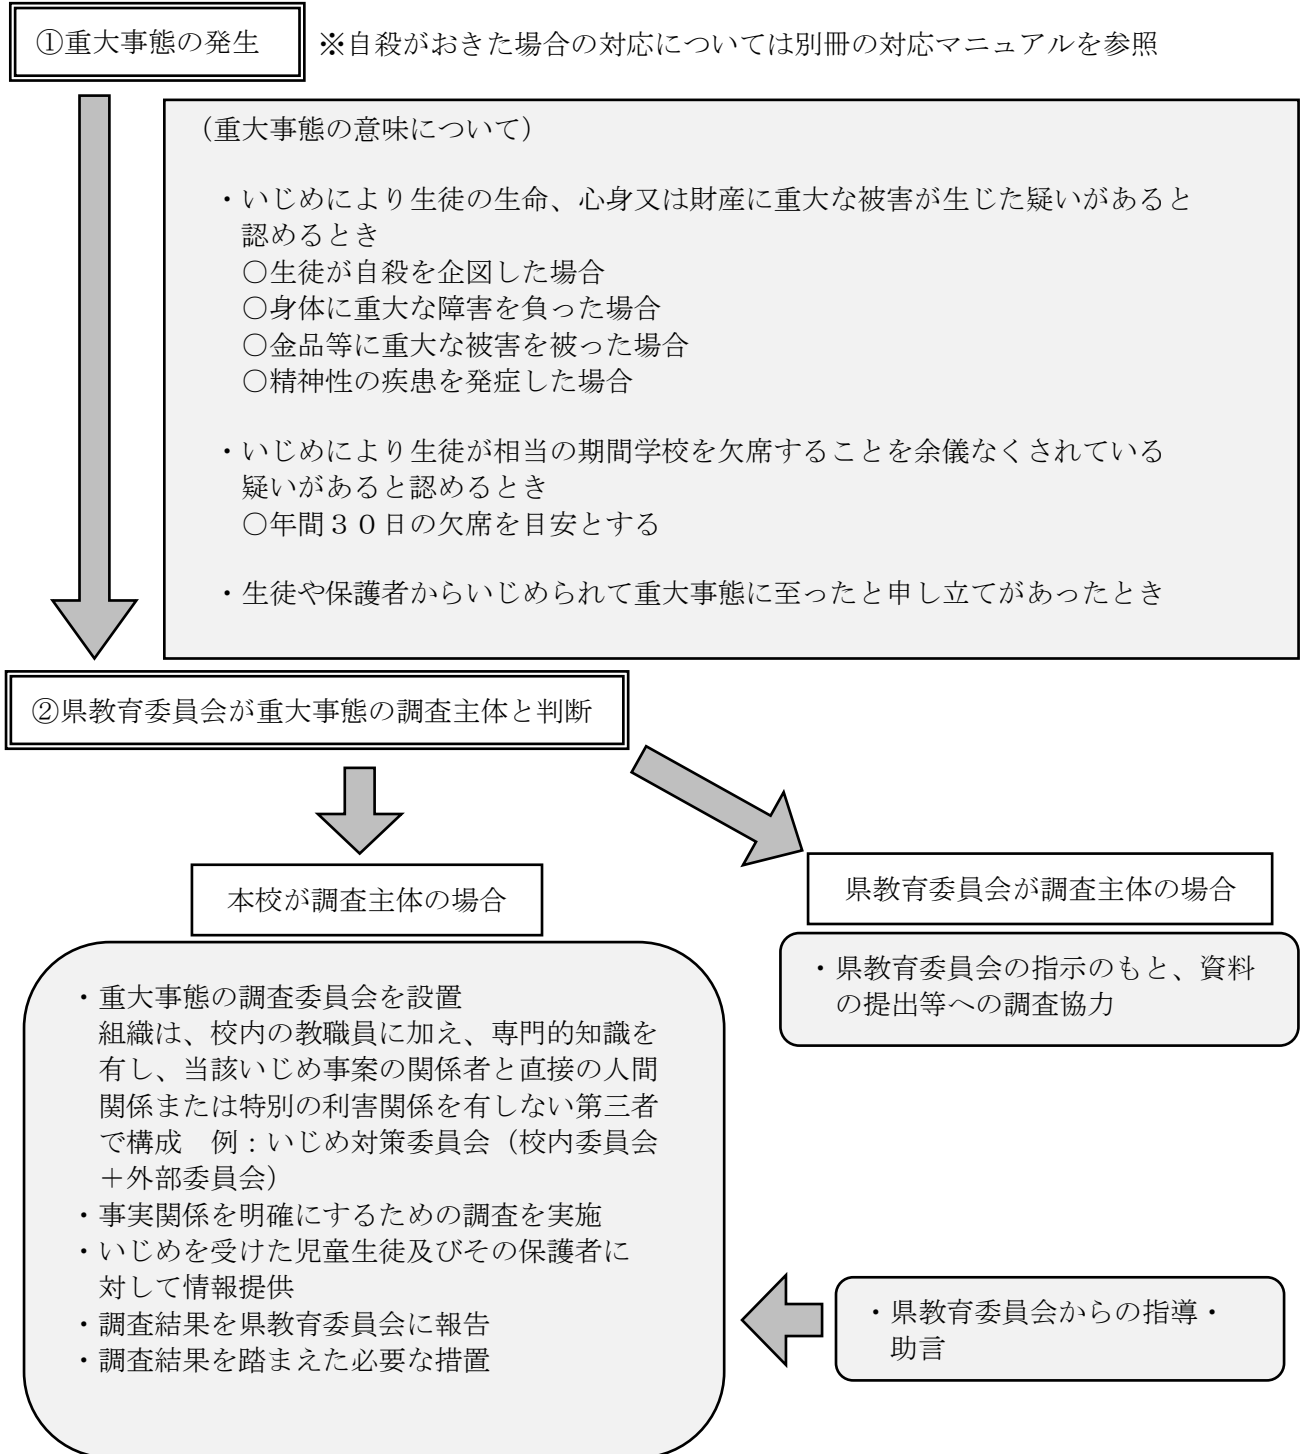 ①重大事態の発生
※自殺がおきた場合の対応については別冊の対応マニュアルを参照
（重大事態の意味について）
・いじめにより生徒の生命、心身又は財産に重大な被害が生じた疑いがあると
認めるとき
○生徒が自殺を企図した場合
○身体に重大な障害を負った場合
○金品等に重大な被害を被った場合
○精神性の疾患を発症した場合
・いじめにより生徒が相当の期間学校を欠席することを余儀なくされている
疑いがあると認めるとき
○年間３０日の欠席を目安とする
・生徒や保護者からいじめられて重大事態に至ったと申し立てがあったとき
②県教育委員会が重大事態の調査主体と判断
本校が調査主体の場合
・重大事態の調査委員会を設置
組織は、校内の教職員に加え、専門的知識を
有し、当該いじめ事案の関係者と直接の人間
関係または特別の利害関係を有しない第三者
で構成　例：いじめ対策委員会（校内委員会
＋外部委員会）
・事実関係を明確にするための調査を実施
・いじめを受けた児童生徒及びその保護者に
対して情報提供
・調査結果を県教育委員会に報告
・調査結果を踏まえた必要な措置
県教育委員会が調査主体の場合
・県教育委員会の指示のもと、資料
の提出等への調査協力
・県教育委員会からの指導・
助言